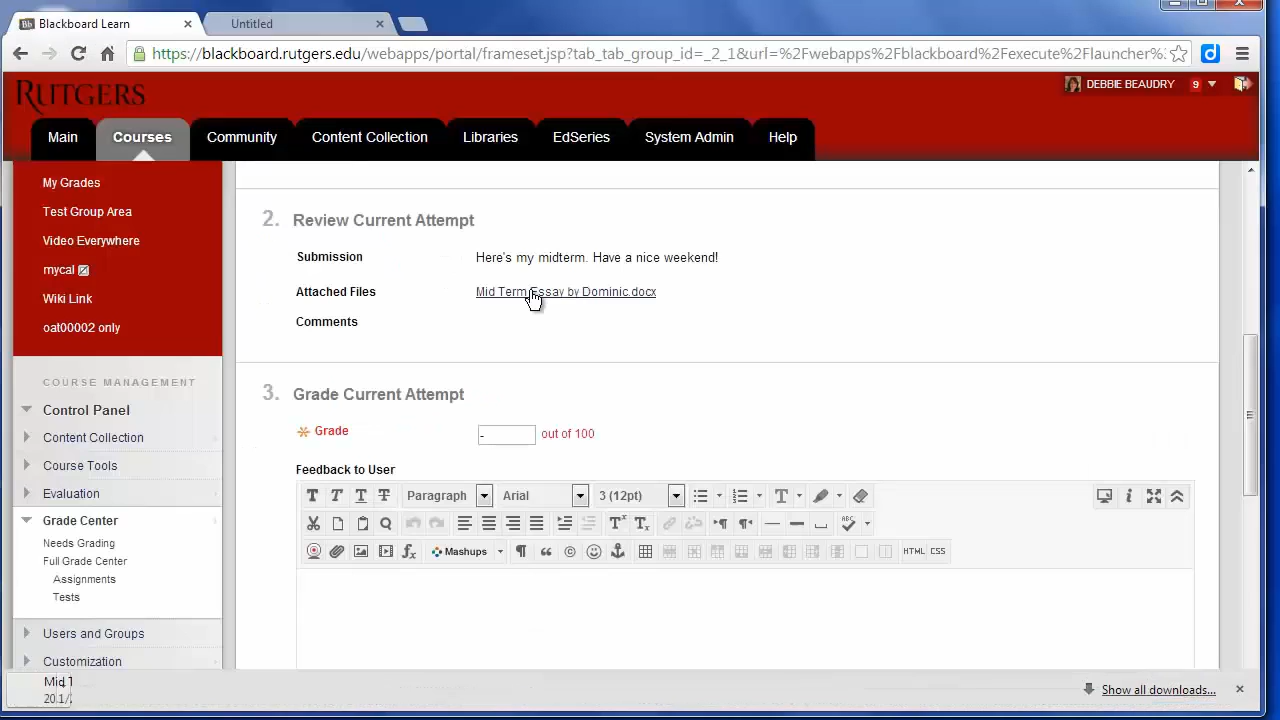 Blackboard Learn
Untitled
https://blackboard.rutgers.edu/webapps/portal/frameset.jsp?tab_tab_group_id=_2_1&url=%2Fwebapps%2Fblackboard%2Fexecute%2Flauncher%
RUTGERS
DEBBIE BEAUDRY 9
Main Courses Community Content Collection Libraries EdSeries System Admin Help
My Grades
Test Group Area
Video Everywhere
mycal
Wiki Link
oat00002 only
COURSE MANAGEMENT
Control Panel
Content Collection
Course Tools
Evaluation
Grade Center
Needs Grading
Full Grade Center
Assignments
Tests
Users and Groups
Customization
2. Review Current Attempt
Submission Here's my midterm. Have a nice weekend!
Attached Files Mid Term Essay by Dominic.docx
Comments
3. Grade Current Attempt
Grade - out of 100
Feedback to User
T T T T Paragraph Arial 3 (12pt) T
Mashups HTML CSS
Show all downloads...